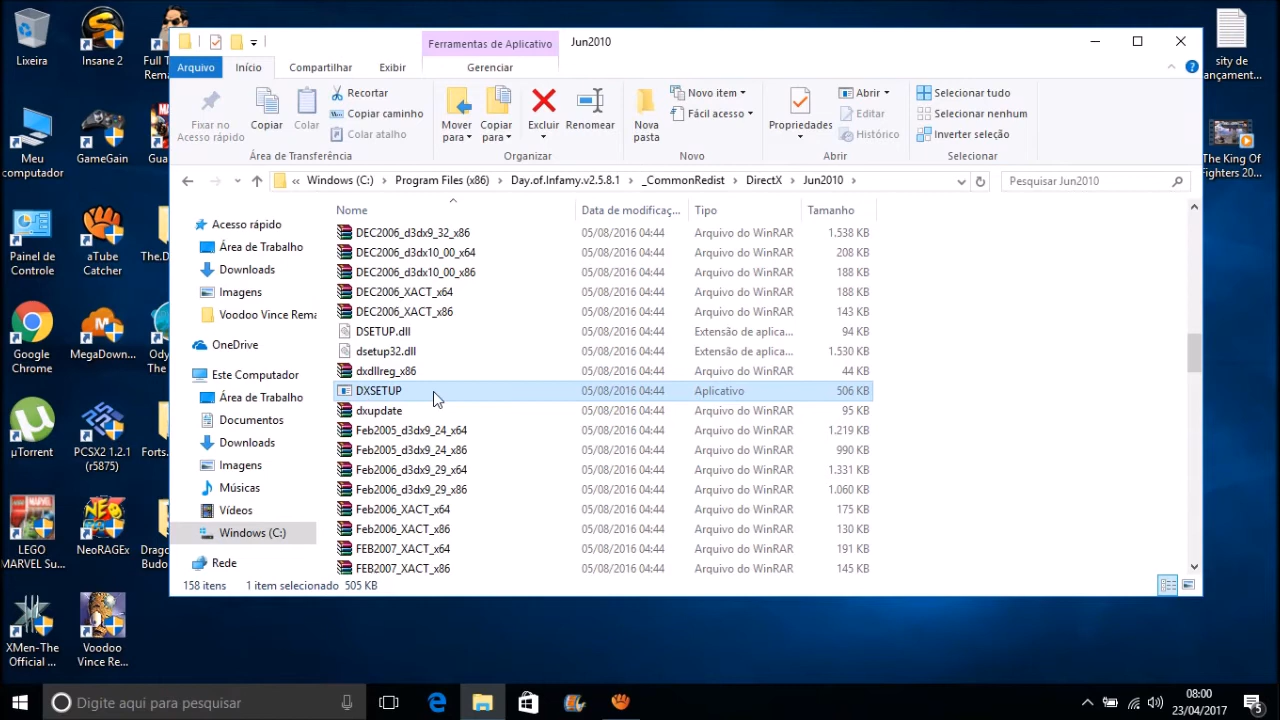 Ferramentas de Aplicativo
Jun2010
Arquivo
Início
Compartilhar
Exibir
Gerenciar
Fixar no
Acesso rápido
Copiar
Colar
Recortar
Copiar caminho
Colar atalho
Área de Transferência
Mover
para
Copiar
para
Excluir
Renomear
Organizar
Nova
pasta
Novo item
Fácil acesso
Novo
Propriedades
Abrir
Editar
Histórico
Abrir
Selecionar tudo
Selecionar nenhum
Inverter seleção
Selecionar
« Windows (C:) > Program Files (x86) > Day.of.Infamy.v2.5.8.1 > _CommonRedist > DirectX > Jun2010 >
Pesquisar Jun2010
Acesso rápido
Área de Trabalho
Downloads
Imagens
Voodoo Vince Rema
OneDrive
Este Computador
Área de Trabalho
Documentos
Downloads
Imagens
Músicas
Vídeos
Windows (C:)
Rede
Nome Data de modificaç... Tipo Tamanho
DEC2006_d3dx9_32_x86 05/08/2016 04:44 Arquivo do WinRAR 1.538 KB
DEC2006_d3dx10_00_x64 05/08/2016 04:44 Arquivo do WinRAR 208 KB
DEC2006_d3dx10_00_x86 05/08/2016 04:44 Arquivo do WinRAR 188 KB
DEC2006_XACT_x64 05/08/2016 04:44 Arquivo do WinRAR 188 KB
DEC2006_XACT_x86 05/08/2016 04:44 Arquivo do WinRAR 143 KB
DSETUP.dll 05/08/2016 04:44 Extensão de aplica... 94 KB
dsetup32.dll 05/08/2016 04:44 Extensão de aplica... 1.530 KB
dxdllreg_x86 05/08/2016 04:44 Arquivo do WinRAR 44 KB
DXSETUP 05/08/2016 04:44 Aplicativo 506 KB
dxupdate 05/08/2016 04:44 Arquivo do WinRAR 95 KB
Feb2005_d3dx9_24_x64 05/08/2016 04:44 Arquivo do WinRAR 1.219 KB
Feb2005_d3dx9_24_x86 05/08/2016 04:44 Arquivo do WinRAR 990 KB
Feb2006_d3dx9_29_x64 05/08/2016 04:44 Arquivo do WinRAR 1.331 KB
Feb2006_d3dx9_29_x86 05/08/2016 04:44 Arquivo do WinRAR 1.060 KB
Feb2006_XACT_x64 05/08/2016 04:44 Arquivo do WinRAR 175 KB
Feb2006_XACT_x86 05/08/2016 04:44 Arquivo do WinRAR 130 KB
FEB2007_XACT_x64 05/08/2016 04:44 Arquivo do WinRAR 191 KB
FEB2007_XACT_x86 05/08/2016 04:44 Arquivo do WinRAR 145 KB
158 itens 1 item selecionado 505 KB
Lixeira
Insane 2
Full T
Rema
Meu
computador
GameGain
Gua
Painel de
Controle
aTube
Catcher
The.D
Google
Chrome
MegaDown...
Ody
The
µTorrent
PCSX2 1.2.1
(r5875)
Forts.
LEGO
MARVEL Su...
NeoRAGEx
Drago
Budo
XMen-The
Official ...
Voodoo
Vince Re...
sity de
ançament...
The King Of
Fighters 20...
Digite aqui para pesquisar
08:00
23/04/2017
5